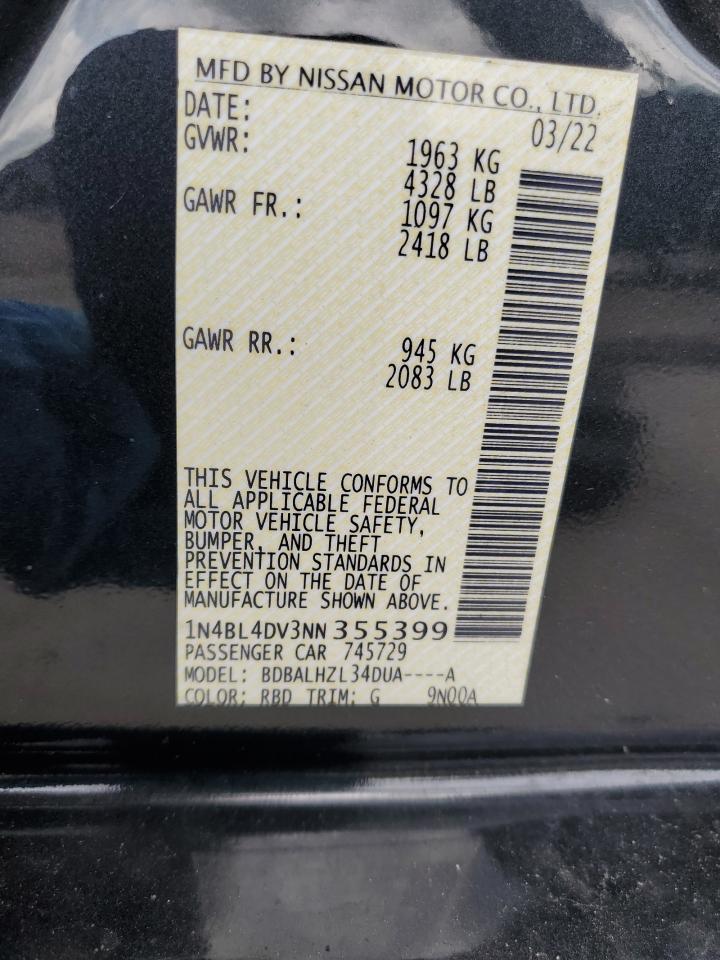 MFD BY NISSAN MOTOR CO., LTD.
DATE: 03/22
GVWR: 1963 KG
4328 LB
GAWR FR.: 1097 KG
2418 LB
GAWR RR.: 945 KG
2083 LB
THIS VEHICLE CONFORMS TO
ALL APPLICABLE FEDERAL
MOTOR VEHICLE SAFETY,
BUMPER, AND THEFT
PREVENTION STANDARDS IN
EFFECT ON THE DATE OF
MANUFACTURE SHOWN ABOVE.
1N4BL4DV3NN355399
PASSENGER CAR 745729
MODEL: BDBALHZL34DUA----A
COLOR: RBD TRIM: G 9N00A